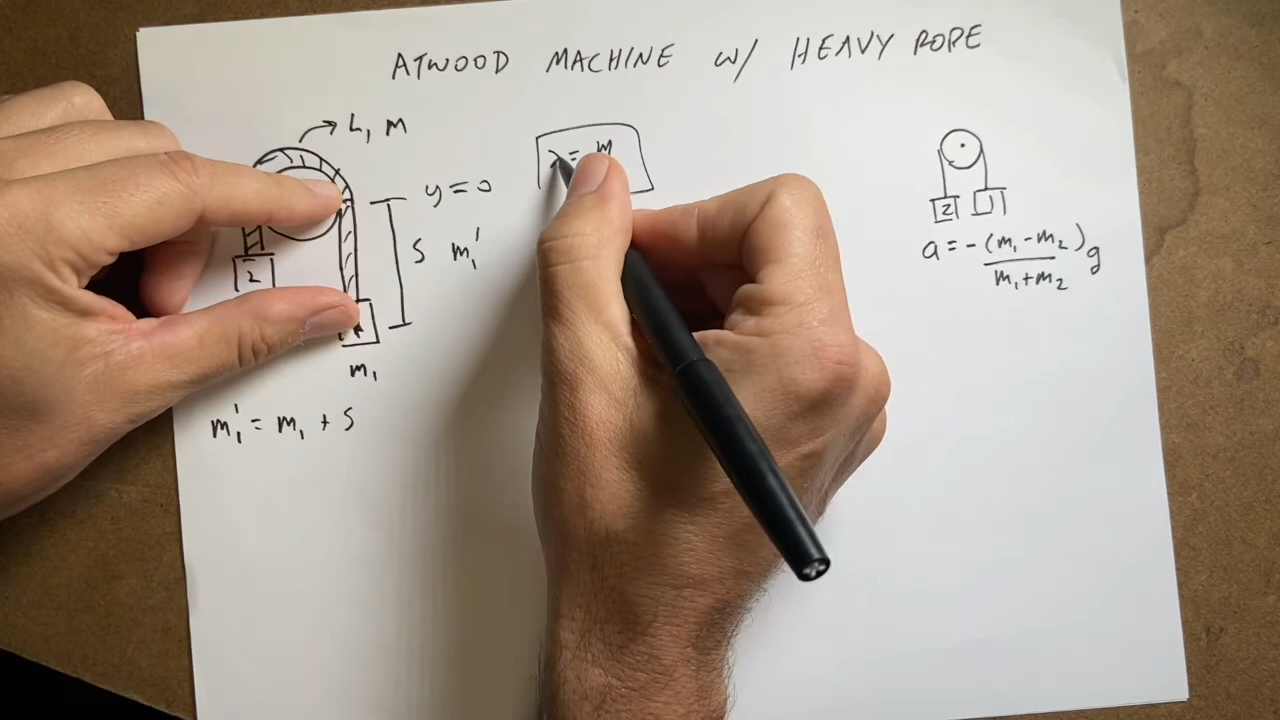 ATWOOD MACHINE W/ HEAVY ROPE
L, M
y=0
S m₁'
2
m₁
m₁' = m₁ + S
λ = M
2 1
a = - (m₁-m₂) g
m₁+m₂